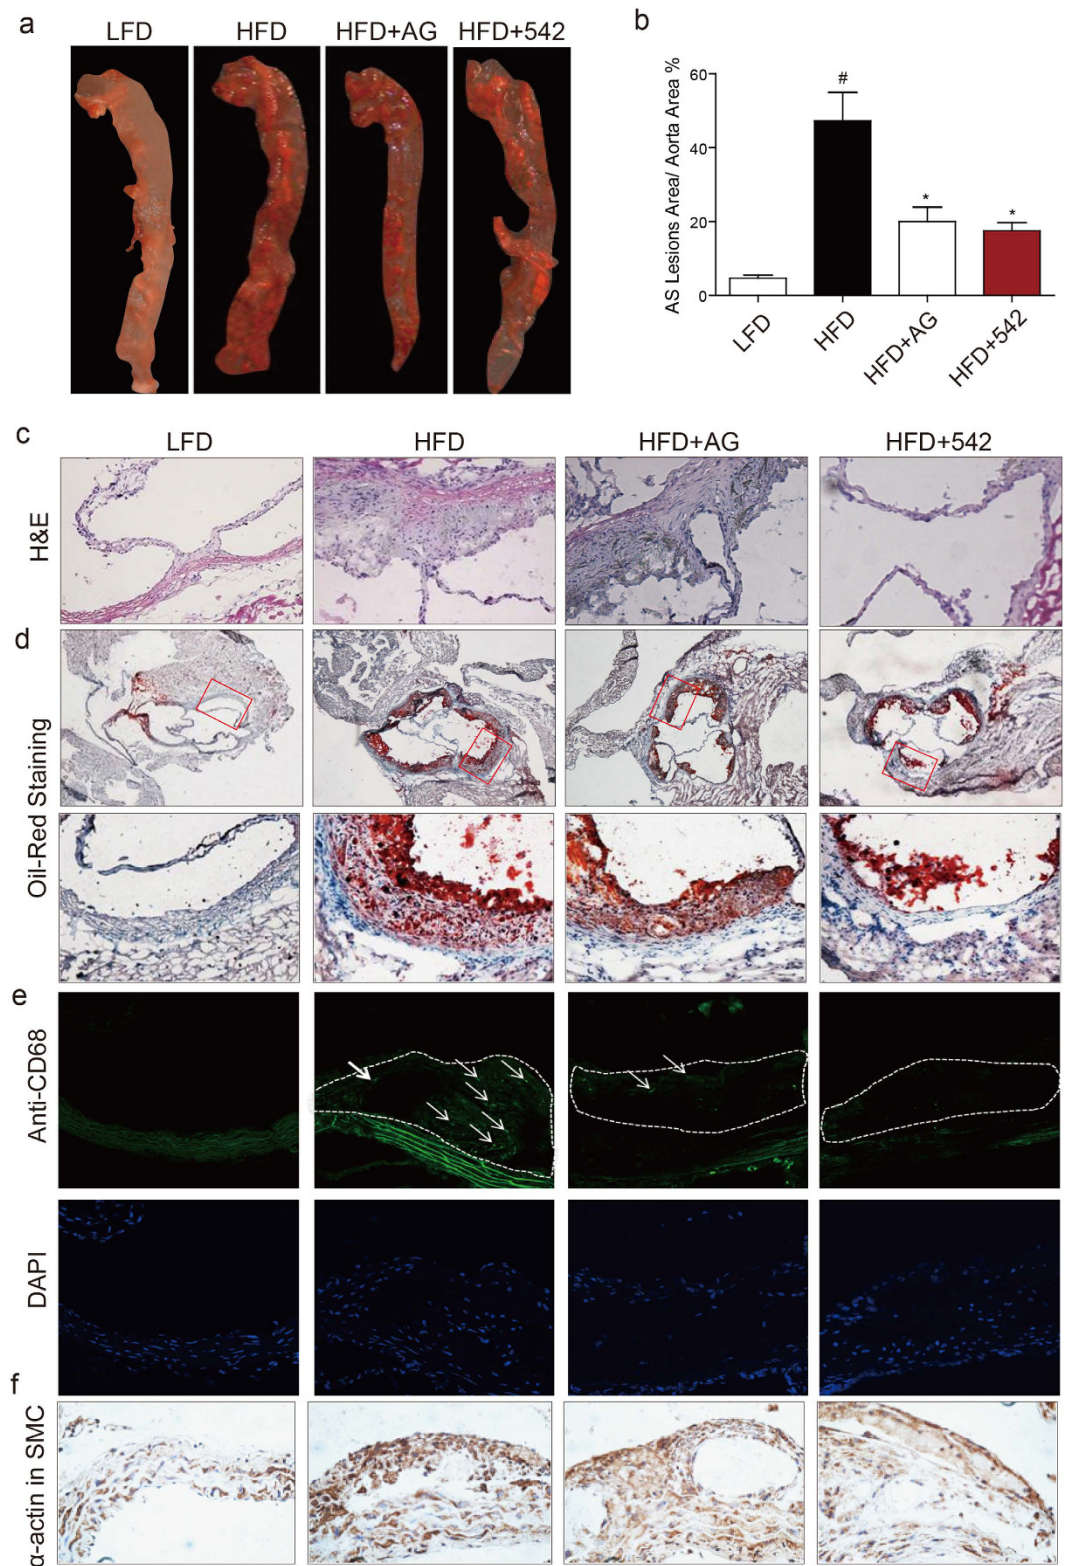 a
LFD
HFD
HFD+AG
HFD+542
b
AS Lesions Area/ Aorta Area %
60
40
20
0
#
*
*
LFD
HFD
HFD+AG
HFD+542
c
LFD
HFD
HFD+AG
HFD+542
H&E
d
Oil-Red Staining
e
Anti-CD68
DAPI
f
α-actin in SMC